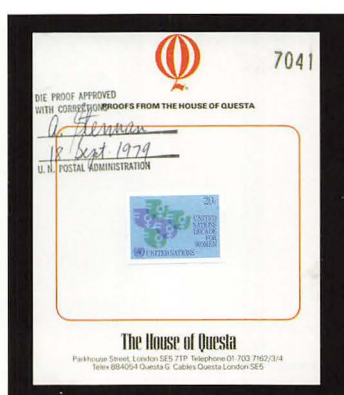 7041
DIE PROOF APPROVED
WITH CORRECTIONS
PROOFS FROM THE HOUSE OF QUESTA
18 Sept. 1979
U. N. POSTAL ADMINISTRATION
20c
UNITED
NATIONS
DECADE
FOR
WOMEN
UNITED NATIONS
The House of Questa
Parkhouse Street, London SE5 7TP Telephone 01-703 7162/3/4
Telex 884054 Questa G Cables Questa London SE5